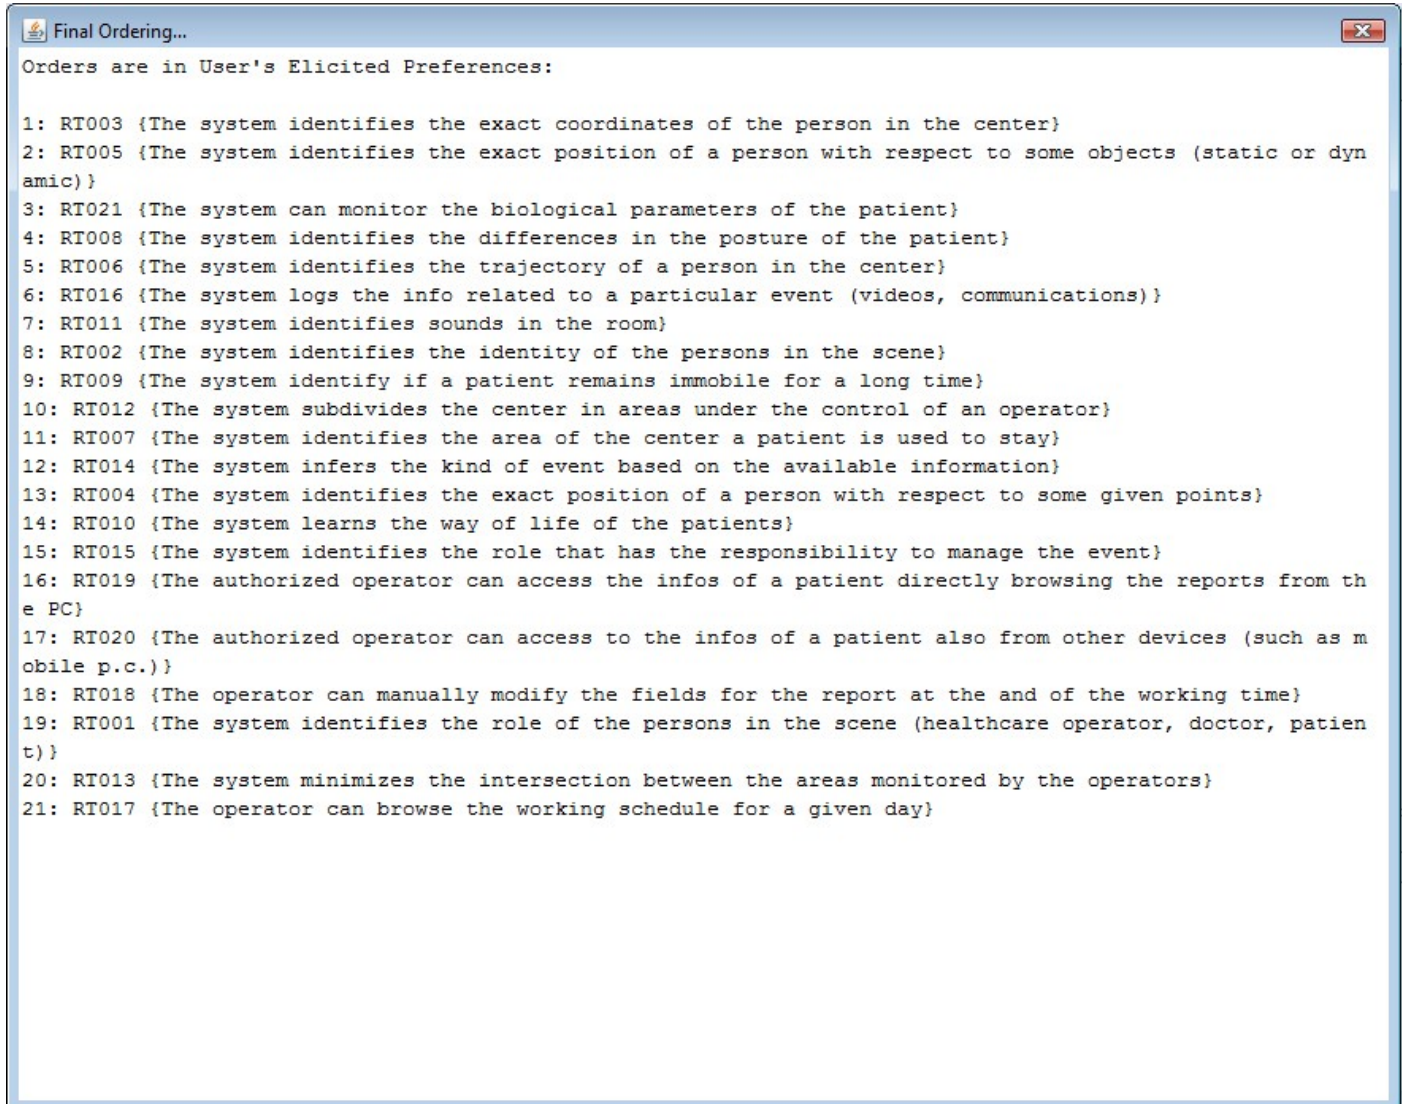 Final Ordering...
Orders are in User's Elicited Preferences:
1: RT003 {The system identifies the exact coordinates of the person in the center}
2: RT005 {The system identifies the exact position of a person with respect to some objects (static or dyn
amic)}
3: RT021 {The system can monitor the biological parameters of the patient}
4: RT008 {The system identifies the differences in the posture of the patient}
5: RT006 {The system identifies the trajectory of a person in the center}
6: RT016 {The system logs the info related to a particular event (videos, communications)}
7: RT011 {The system identifies sounds in the room}
8: RT002 {The system identifies the identity of the persons in the scene}
9: RT009 {The system identify if a patient remains immobile for a long time}
10: RT012 {The system subdivides the center in areas under the control of an operator}
11: RT007 {The system identifies the area of the center a patient is used to stay}
12: RT014 {The system infers the kind of event based on the available information}
13: RT004 {The system identifies the exact position of a person with respect to some given points}
14: RT010 {The system learns the way of life of the patients}
15: RT015 {The system identifies the role that has the responsibility to manage the event}
16: RT019 {The authorized operator can access the infos of a patient directly browsing the reports from th
e PC}
17: RT020 {The authorized operator can access to the infos of a patient also from other devices (such as m
obile p.c.)}
18: RT018 {The operator can manually modify the fields for the report at the and of the working time}
19: RT001 {The system identifies the role of the persons in the scene (healthcare operator, doctor, patien
t)}
20: RT013 {The system minimizes the intersection between the areas monitored by the operators}
21: RT017 {The operator can browse the working schedule for a given day}